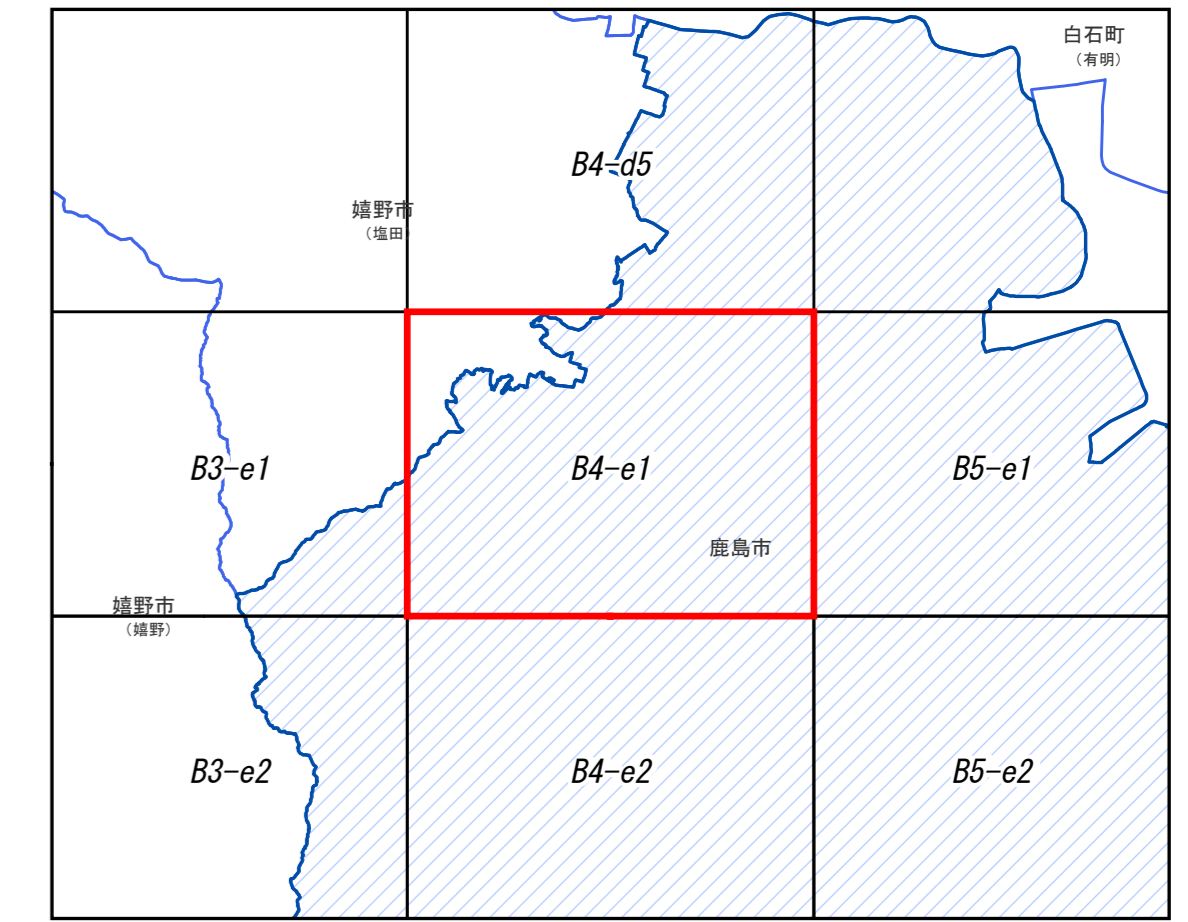 白石町
（有明）
B4-d5
嬉野市
（塩田）
B3-e1
B4-e1
B5-e1
鹿島市
嬉野市
（嬉野）
B3-e2
B4-e2
B5-e2